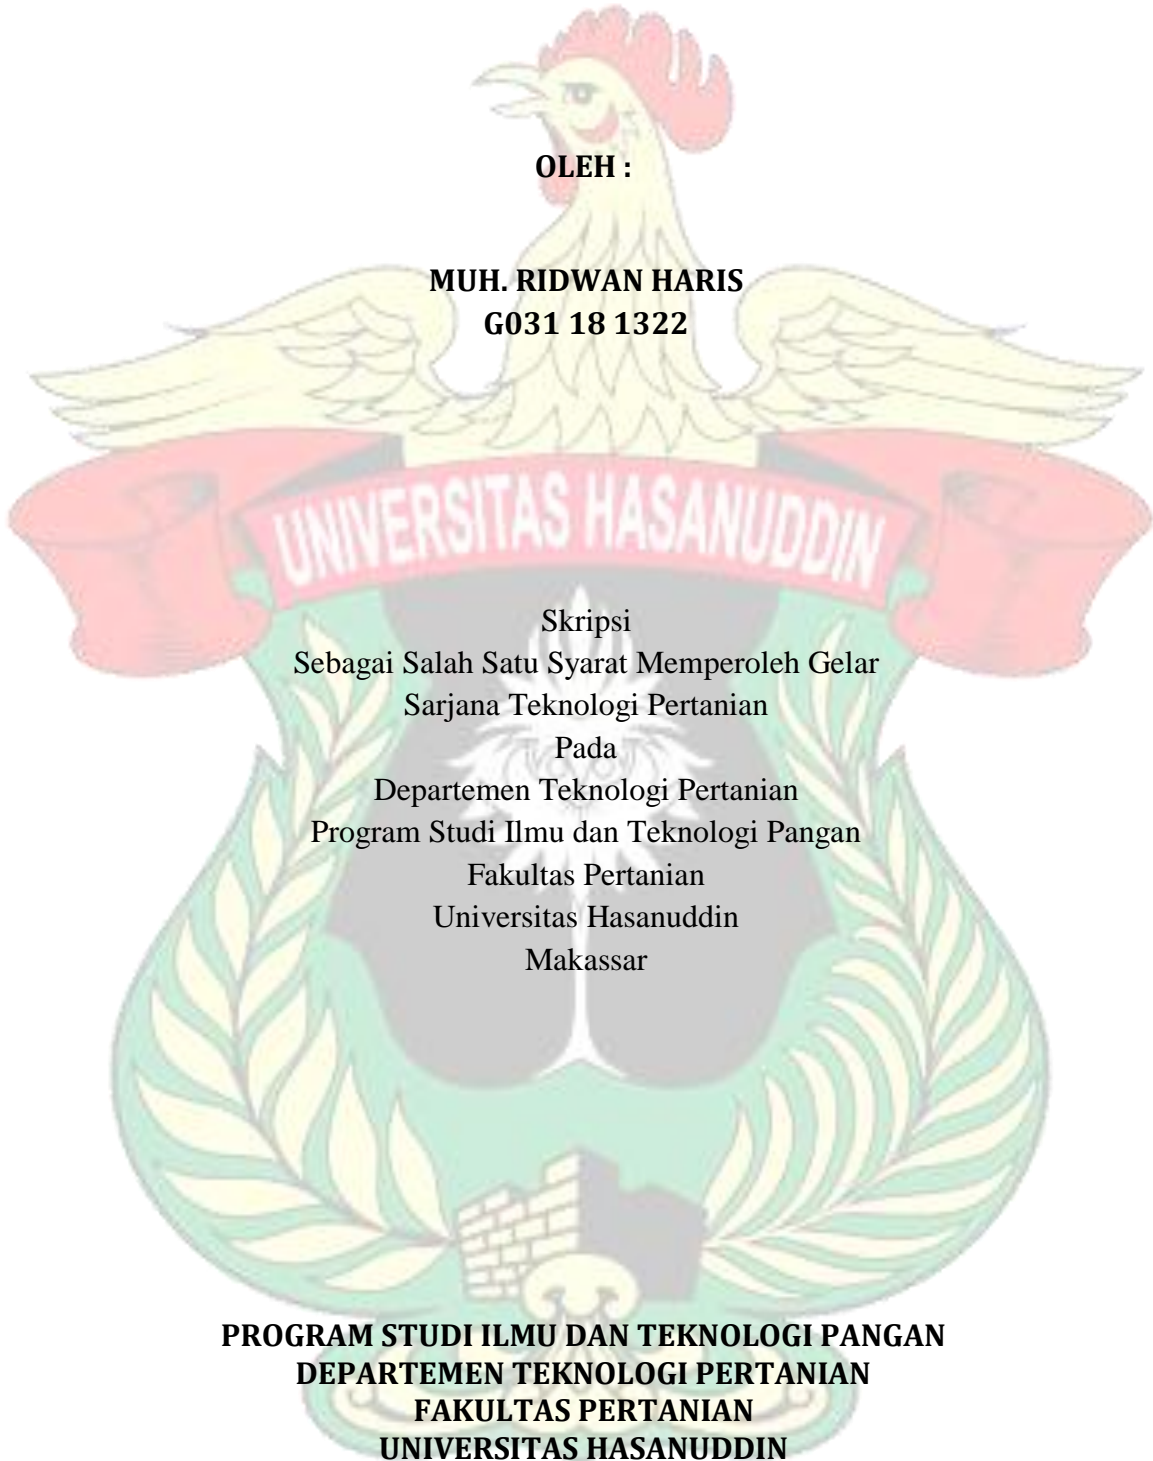 OLEH :
MUH. RIDWAN HARIS
G031 18 1322
UNIVERSITAS HASANUDDIN
Skripsi
Sebagai Salah Satu Syarat Memperoleh Gelar
Sarjana Teknologi Pertanian
Pada
Departemen Teknologi Pertanian
Program Studi Ilmu dan Teknologi Pangan
Fakultas Pertanian
Universitas Hasanuddin
Makassar
PROGRAM STUDI ILMU DAN TEKNOLOGI PANGAN
DEPARTEMEN TEKNOLOGI PERTANIAN
FAKULTAS PERTANIAN
UNIVERSITAS HASANUDDIN